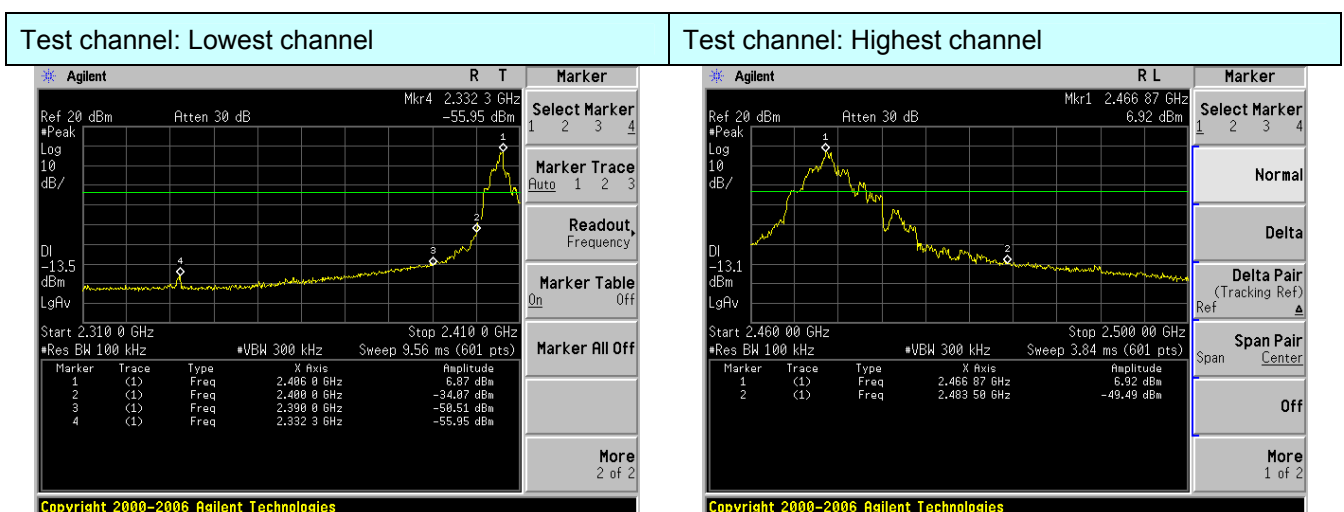 Test channel: Lowest channel
Agilent R T Marker
Mkr4 2.332 3 GHz
Ref 20 dBm Atten 30 dB -55.95 dBm
#Peak
Log
10
dB/
DI
-13.5
dBm
LgAv
1
2
3
4
Start 2.310 0 GHz Stop 2.410 0 GHz
#Res BW 100 kHz #VBW 300 kHz Sweep 9.56 ms (601 pts)
Marker Trace Type X Axis Amplitude
1 (1) Freq 2.406 0 GHz 6.87 dBm
2 (1) Freq 2.400 0 GHz -34.07 dBm
3 (1) Freq 2.390 0 GHz -50.51 dBm
4 (1) Freq 2.332 3 GHz -55.95 dBm
Select Marker
1 2 3 4
Marker Trace
Auto 1 2 3
Readout
Frequency
Marker Table
On Off
Marker All Off
More
2 of 2
Copyright 2000-2006 Agilent Technologies
Test channel: Highest channel
Agilent R L Marker
Mkr1 2.466 87 GHz
Ref 20 dBm Atten 30 dB 6.92 dBm
#Peak
Log
10
dB/
DI
-13.1
dBm
LgAv
1
2
Start 2.460 00 GHz Stop 2.500 00 GHz
#Res BW 100 kHz #VBW 300 kHz Sweep 3.84 ms (601 pts)
Marker Trace Type X Axis Amplitude
1 (1) Freq 2.466 87 GHz 6.92 dBm
2 (1) Freq 2.483 50 GHz -49.49 dBm
Select Marker
1 2 3 4
Normal
Delta
Delta Pair
(Tracking Ref)
Ref Δ
Span Pair
Span Center
Off
More
1 of 2
Copyright 2000-2006 Agilent Technologies